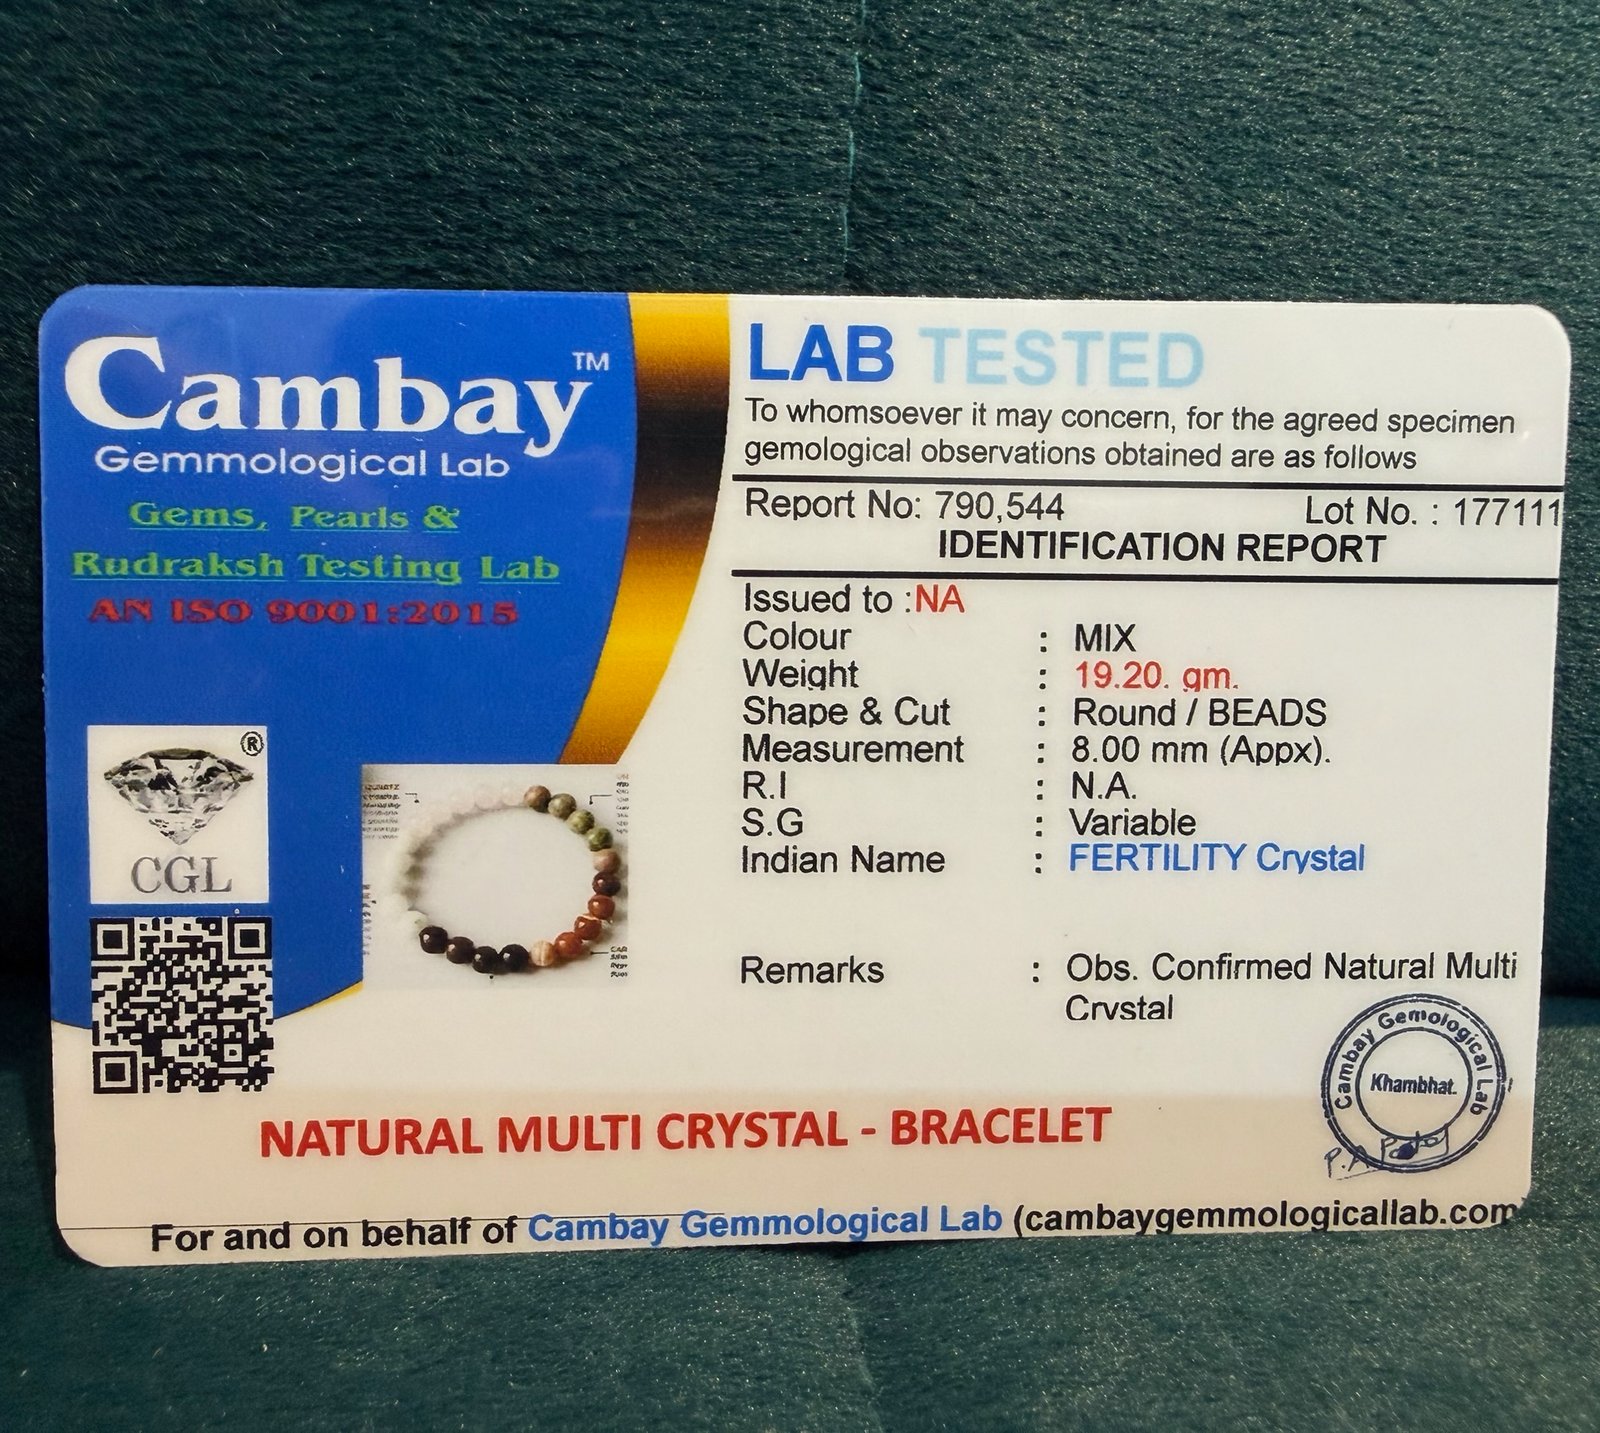 Cambay™
Gemmological Lab
Gems, Pearls &
Rudraksh Testing Lab
AN ISO 9001:2015
®
CGL
LAB TESTED
To whomsoever it may concern, for the agreed specimen
gemological observations obtained are as follows
Report No: 790,544 Lot No. : 177111
IDENTIFICATION REPORT
Issued to :NA
Colour : MIX
Weight : 19.20. gm.
Shape & Cut : Round / BEADS
Measurement : 8.00 mm (Appx).
R.I : N.A.
S.G : Variable
Indian Name : FERTILITY Crystal
Remarks : Obs. Confirmed Natural Multi
Crystal
Cambay Gemological Lab
Khambhat.
NATURAL MULTI CRYSTAL - BRACELET
For and on behalf of Cambay Gemmological Lab (cambaygemmologicallab.com